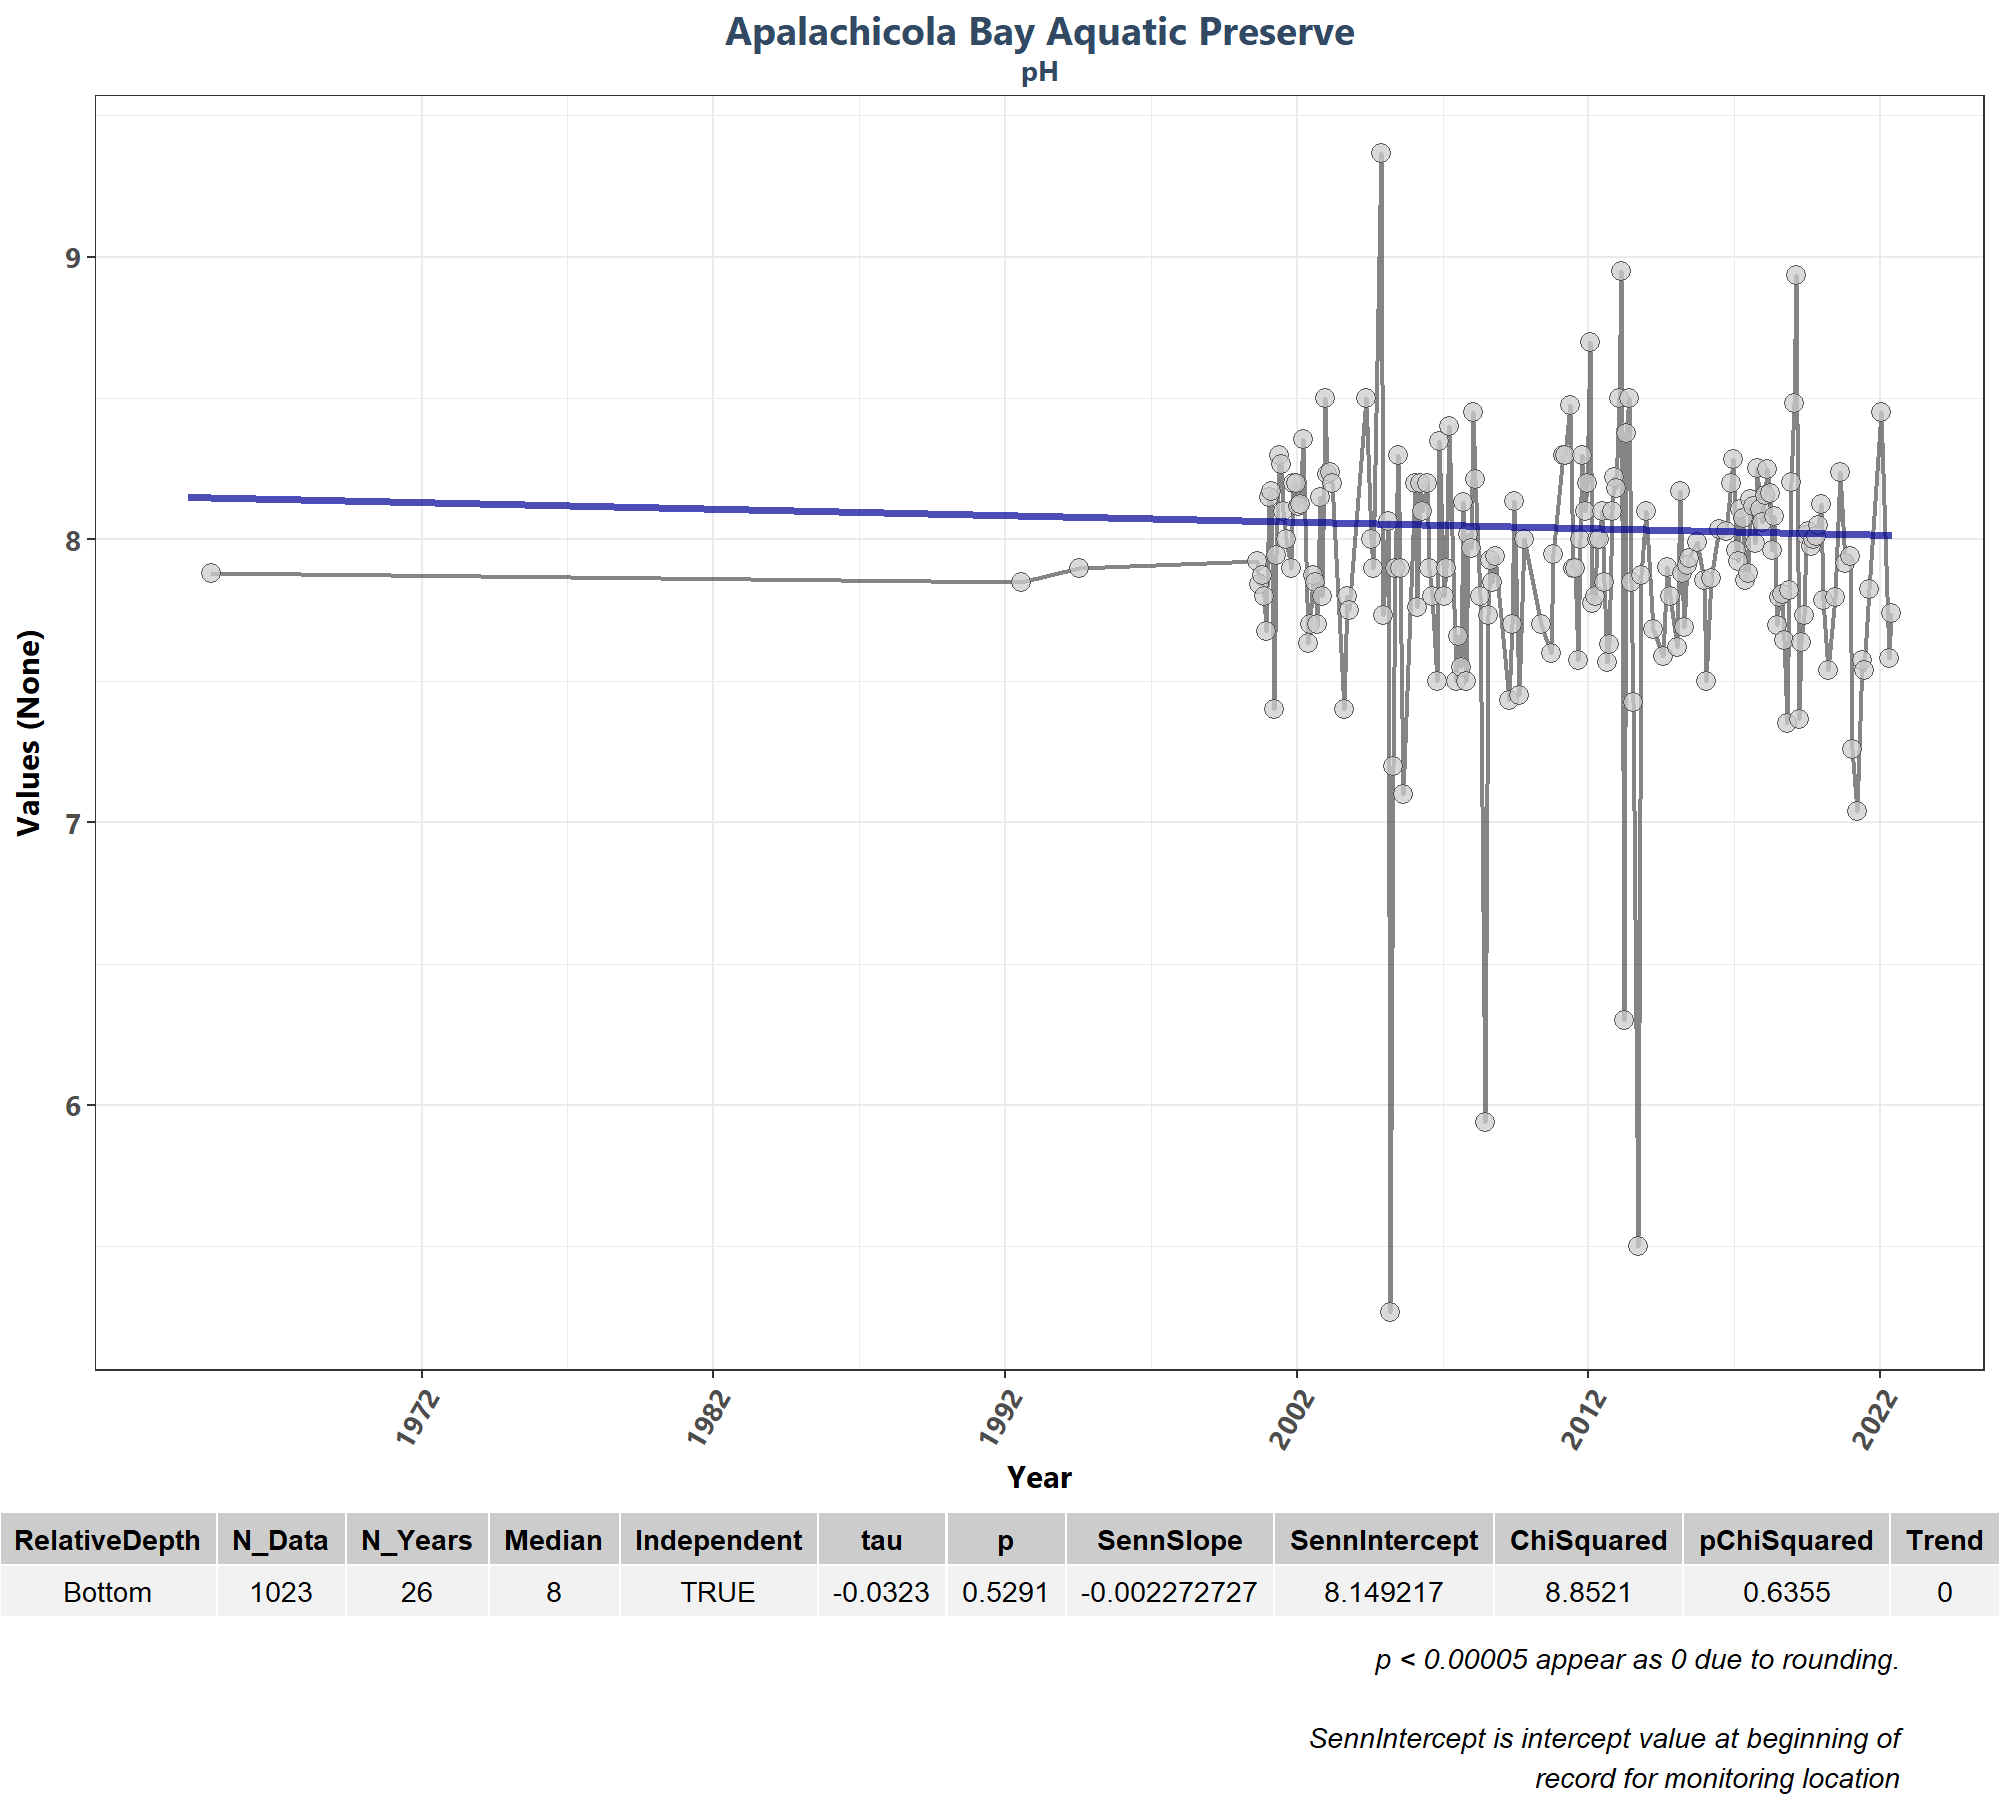 Apalachicola Bay Aquatic Preserve
pH
Values (None)
9
8
7
6
1972 1982 1992 2002 2012 2022
Year
RelativeDepth N_Data N_Years Median Independent tau p SennSlope SennIntercept ChiSquared pChiSquared Trend
Bottom 1023 26 8 TRUE -0.0323 0.5291 -0.002272727 8.149217 8.8521 0.6355 0
p < 0.00005 appear as 0 due to rounding.
SennIntercept is intercept value at beginning of
record for monitoring location